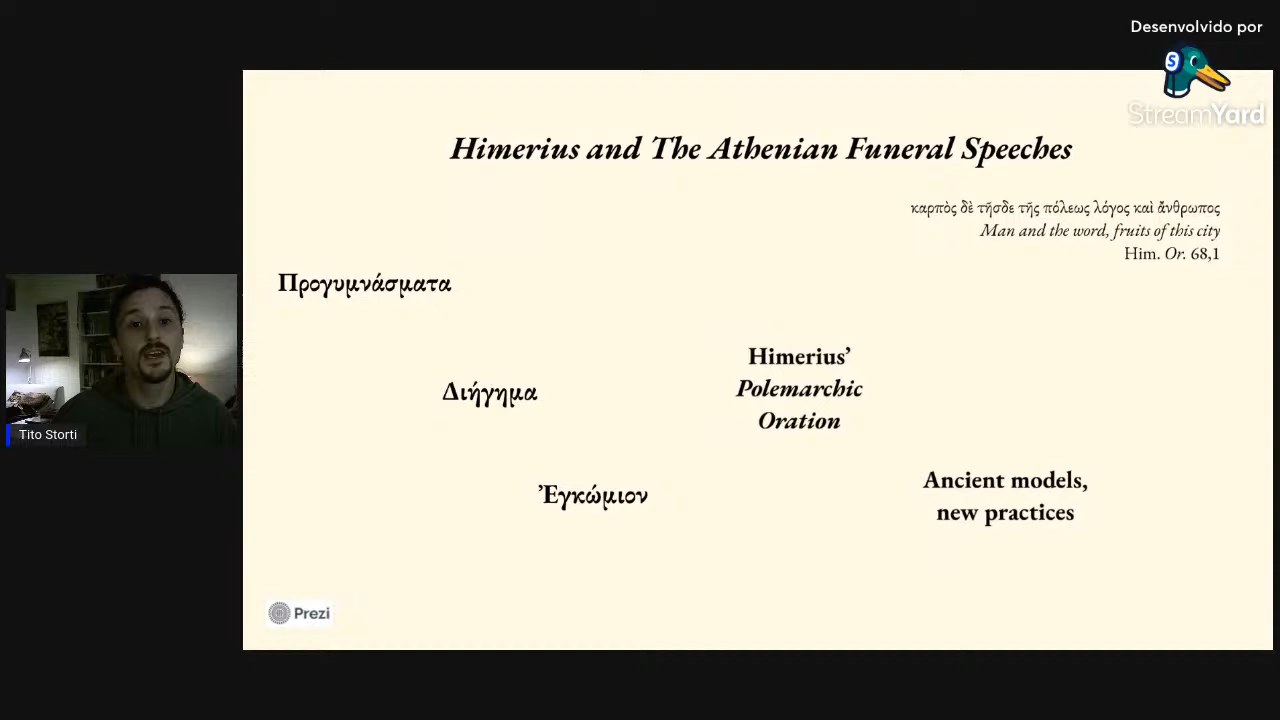 Desenvolvido por
StreamYard
Himerius and The Athenian Funeral Speeches
καρπὸς δὲ τῆσδε τῆς πόλεως λόγος καὶ ἄνθρωπος
Man and the word, fruits of this city
Him. Or. 68,1
Προγυμνάσματα
Διήγημα
Ἐγκώμιον
Himerius’
Polemarchic
Oration
Ancient models,
new practices
Tito Storti
Prezi